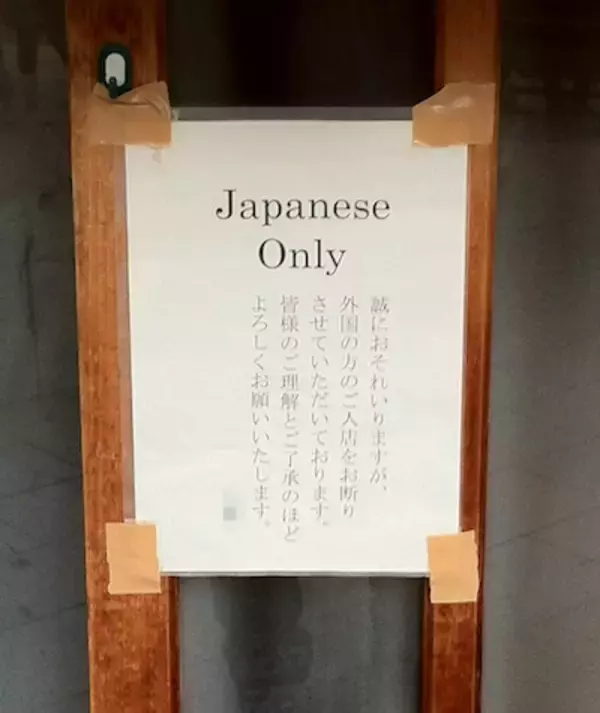 Japanese
Only
誠におそれいりますが、
外国の方のご入店をお断り
させていただいております。
皆様のご理解とご了承のほど
よろしくお願いいたします。